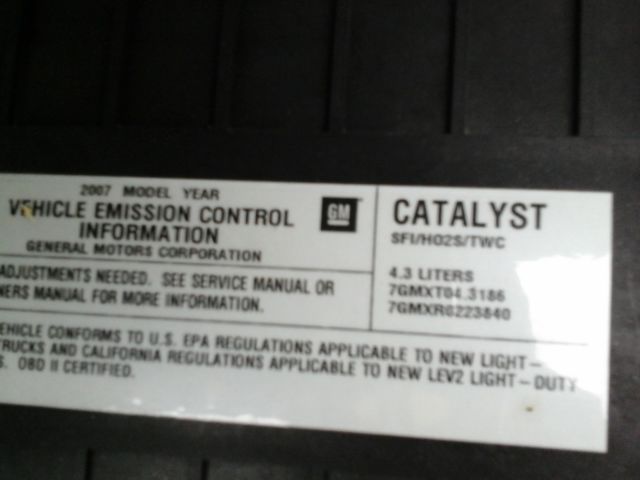 2007 MODEL YEAR
VEHICLE EMISSION CONTROL
INFORMATION
GENERAL MOTORS CORPORATION
GM
ADJUSTMENTS NEEDED. SEE SERVICE MANUAL OR
NERS MANUAL FOR MORE INFORMATION.
CATALYST
SFI/HO2S/TWC
4.3 LITERS
7GMXT04.3186
7GMXR0223840
EHICLE CONFORMS TO U.S. EPA REGULATIONS APPLICABLE TO NEW LIGHT-
TRUCKS AND CALIFORNIA REGULATIONS APPLICABLE TO NEW LEV2 LIGHT-DUTY
S. OBD II CERTIFIED.